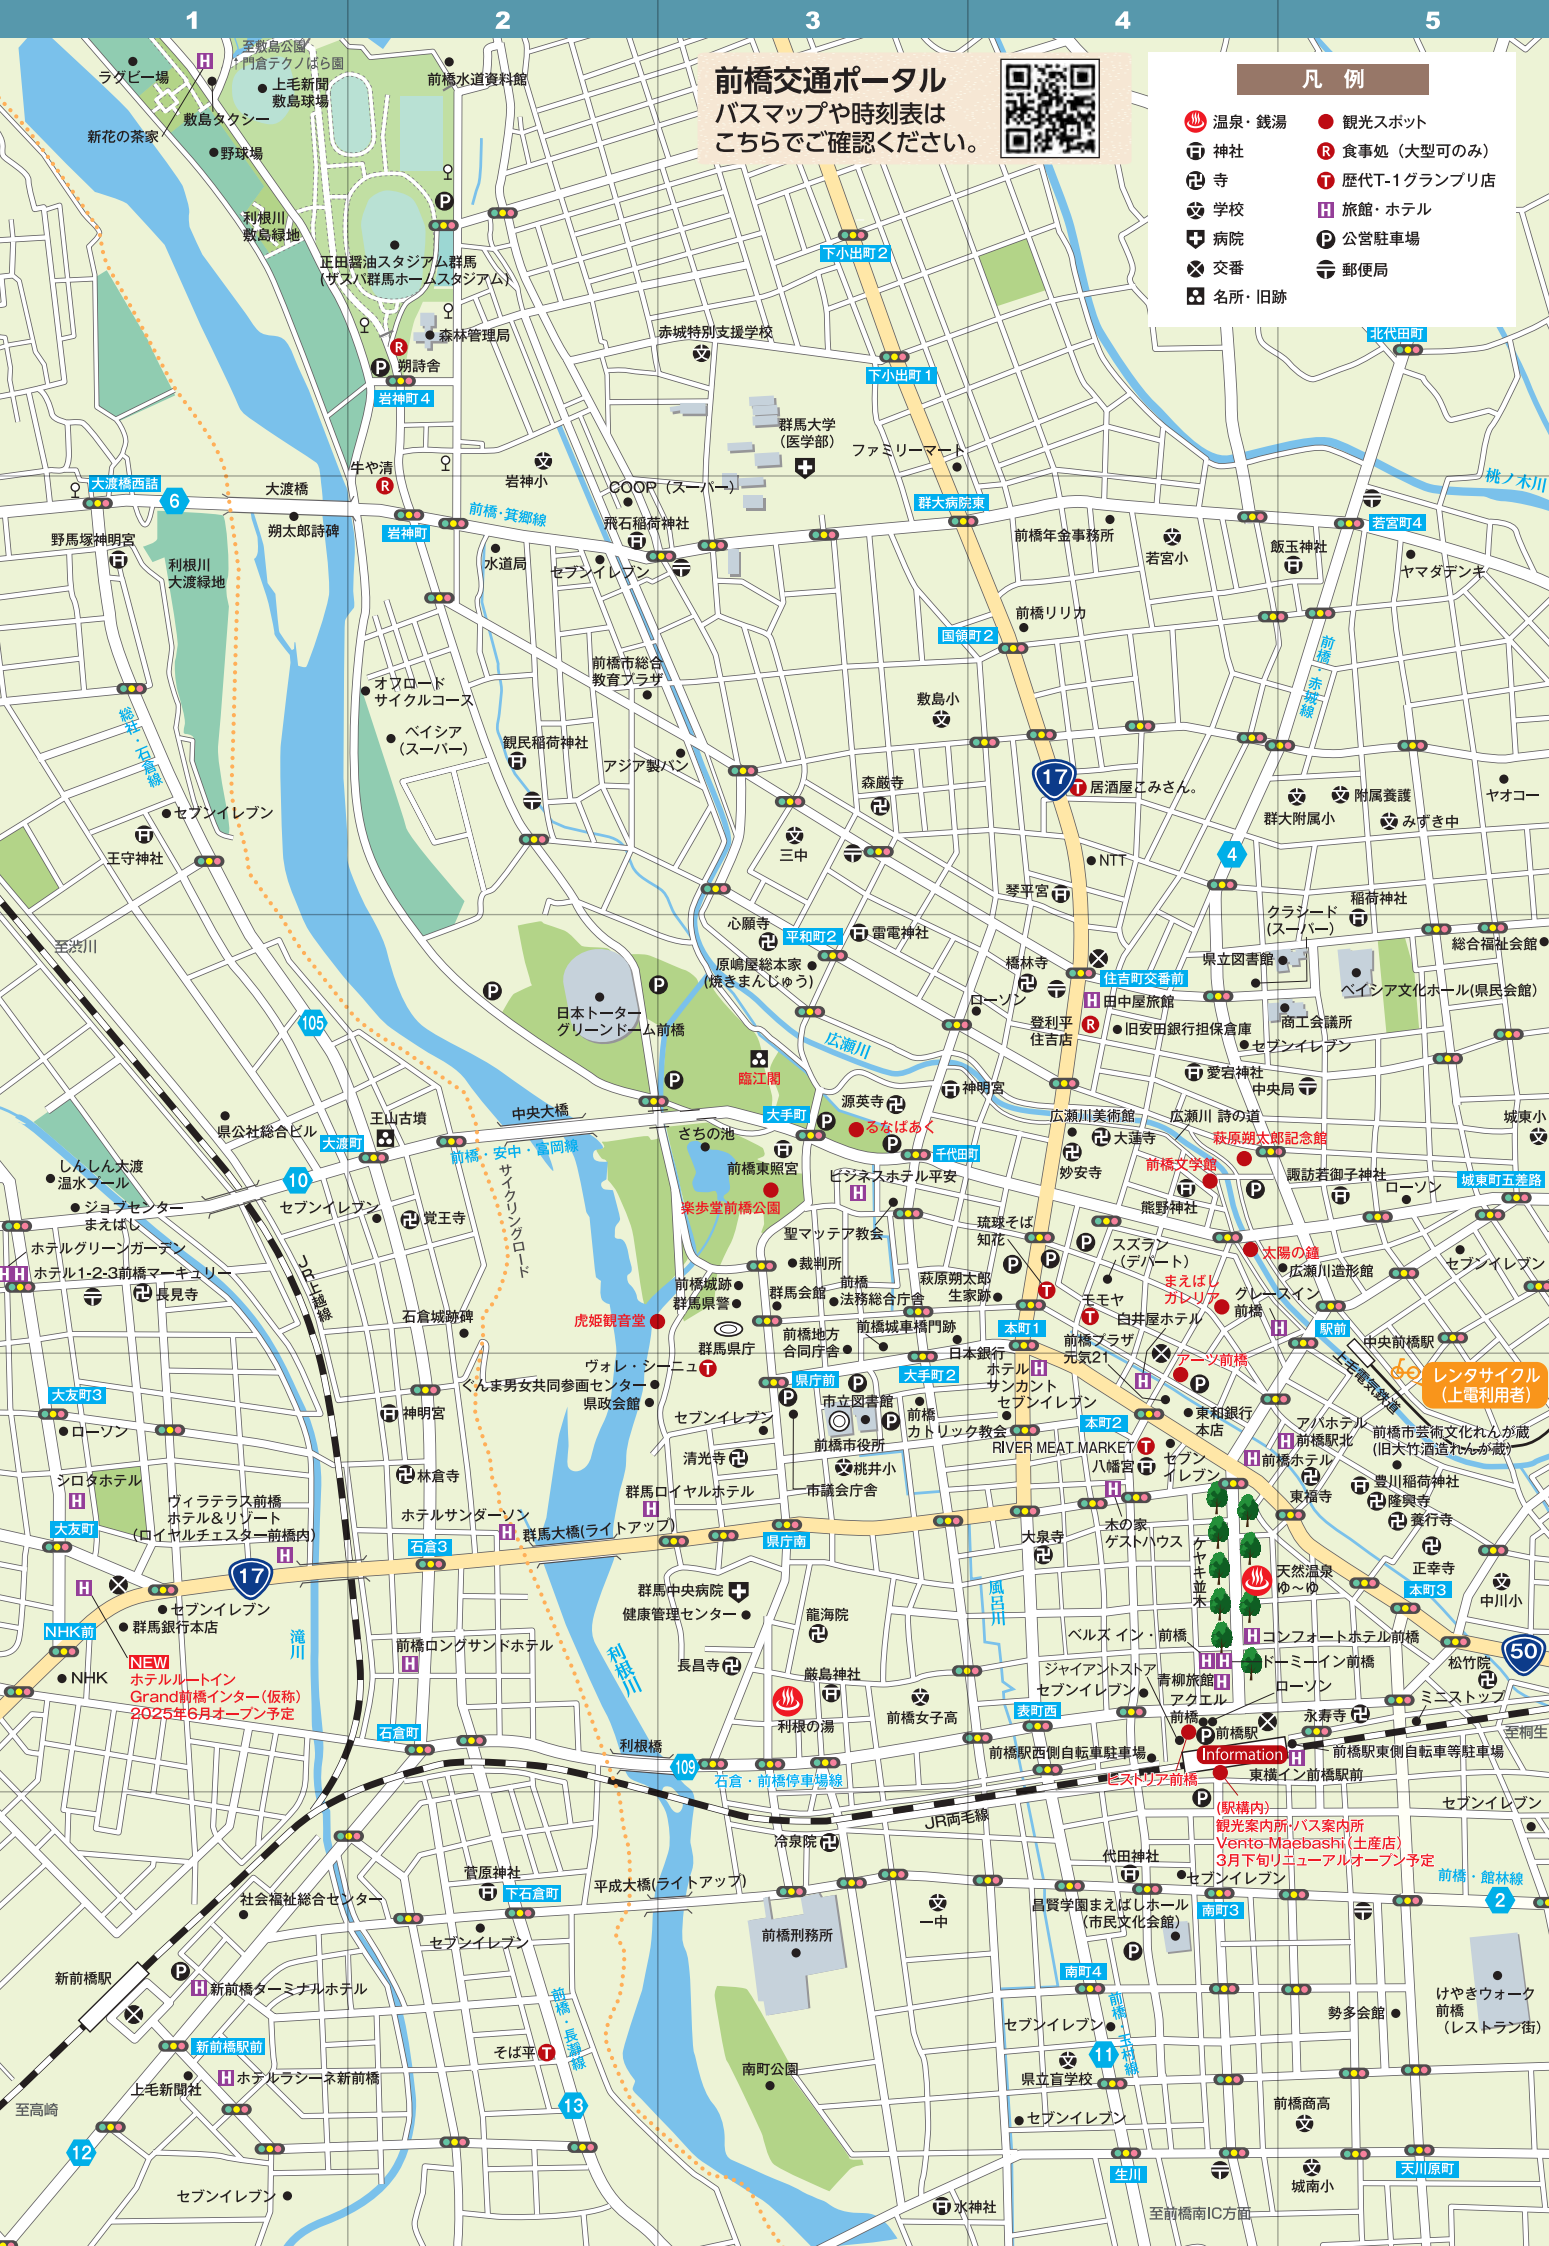 1
2
3
4
5
至敷島公園
↑門倉テクノばら園
ラグビー場
上毛新聞
敷島球場
敷島タクシー
新花の茶家
野球場
前橋水道資料館
利根川
敷島緑地
正田醤油スタジアム群馬
(ザスパ群馬ホームスタジアム)
森林管理局
朔詩舎
岩神町4
前橋交通ポータル
バスマップや時刻表は
こちらでご確認ください。
凡 例
温泉・銭湯
神社
寺
学校
病院
交番
名所・旧跡
観光スポット
食事処（大型可のみ）
歴代T-1グランプリ店
旅館・ホテル
公営駐車場
郵便局
下小出町2
赤城特別支援学校
下小出町1
北代田町
群馬大学
（医学部）
ファミリーマート
牛や清
岩神小
COOP（スーパー）
群大病院東
桃ノ木川
大渡橋西詰
6
大渡橋
朔太郎詩碑
岩神町
前橋・箕郷線
飛石稲荷神社
水道局
セブンイレブン
野馬塚神明宮
利根川
大渡緑地
前橋年金事務所
若宮小
飯玉神社
若宮町4
ヤマダデンキ
前橋リリカ
国領町2
前橋・赤城線
前橋市総合
教育プラザ
敷島小
オフロード
サイクルコース
ベイシア
（スーパー）
観民稲荷神社
アジア製パン
総社・石倉線
セブンイレブン
王守神社
森厳寺
三中
17
居酒屋こみさん。
群大附属小
附属養護
みずき中
ヤオコー
NTT
4
琴平宮
クラシード
(スーパー)
稲荷神社
総合福祉会館
至渋川
心願寺
平和町2
雷電神社
原嶋屋総本家
(焼きまんじゅう)
橋林寺
ローソン
住吉町交番前
田中屋旅館
登利平
住吉店
旧安田銀行担保倉庫
県立図書館
ベイシア文化ホール(県民会館)
商工会議所
セブンイレブン
日本トーター
グリーンドーム前橋
105
広瀬川
臨江閣
愛宕神社
中央局
神明宮
県公社総合ビル
王山古墳
大渡町
中央大橋
前橋・安中・富岡線
大手町
源英寺
るなぱあく
千代田町
さちの池
前橋東照宮
楽歩堂前橋公園
ビジネスホテル平安
広瀬川美術館
広瀬川 詩の道
大蓮寺
妙安寺
萩原朔太郎記念館
前橋文学館
熊野神社
諏訪若御子神社
ローソン
城東町五差路
城東小
しんしん大渡
温水プール
ジョブセンター
まえばし
10
セブンイレブン
覚王寺
サイクリングロード
ホテルグリーンガーデン
ホテル1-2-3前橋マーキュリー
長見寺
JR上越線
聖マッテア教会
琉球そば
知花
スズラン
（デパート）
太陽の鐘
広瀬川造形館
セブンイレブン
裁判所
前橋城跡
群馬県警
群馬会館
前橋
法務総合庁舎
萩原朔太郎
生家跡
モモヤ
まえばし
ガレリア
グレースイン
前橋
石倉城跡碑
虎姫観音堂
群馬県庁
前橋地方
合同庁舎
前橋城車橋門跡
本町1
日本銀行
白井屋ホテル
前橋プラザ
元気21
駅前
中央前橋駅
ヴォレ・シーニュ
ぐんま男女共同参画センター
県政会館
県庁前
大手町2
ホテル
サンカント
セブンイレブン
アーツ前橋
上毛電気鉄道
レンタサイクル
（上電利用者）
大友町3
ローソン
神明宮
セブンイレブン
市立図書館
前橋市役所
前橋
カトリック教会
本町2
東和銀行
本店
アパホテル
前橋駅北
前橋市芸術文化れんが蔵
(旧大竹酒造れんが蔵)
清光寺
桃井小
市議会庁舎
RIVER MEAT MARKET
八幡宮
セブン
イレブン
前橋ホテル
東福寺
豊川稲荷神社
隆興寺
養行寺
シロタホテル
林倉寺
ヴィラテラス前橋
ホテル＆リゾート
（ロイヤルチェスター前橋内）
ホテルサンダーソン
群馬ロイヤルホテル
大友町
石倉3
群馬大橋(ライトアップ)
県庁南
大泉寺
木の家
ゲストハウス
ケヤキ並木
天然温泉
ゆ〜ゆ
正幸寺
中川小
本町3
17
セブンイレブン
群馬銀行本店
NHK前
NHK
滝川
群馬中央病院
健康管理センター
龍海院
風呂川
NEW
ホテルルートイン
Grand前橋インター（仮称）
2025年6月オープン予定
前橋ロングサンドホテル
利根川
長昌寺
厳島神社
利根の湯
前橋女子高
ベルズ イン・前橋
コンフォートホテル前橋
ドーミーイン前橋
青柳旅館
ジャイアントストア
セブンイレブン
アクエル
前橋
ローソン
松竹院
50
ミニストップ
永寿寺
表町西
前橋駅
至桐生
石倉町
利根橋
109
石倉・前橋停車場線
前橋駅西側自転車駐車場
Information
前橋駅東側自転車等駐車場
東横イン前橋駅前
ヒストリア前橋
JR両毛線
冷泉院
(駅構内)
観光案内所・バス案内所
Vento Maebashi（土産店）
3月下旬リニューアルオープン予定
セブンイレブン
菅原神社
下石倉町
平成大橋(ライトアップ)
代田神社
セブンイレブン
前橋・館林線
2
社会福祉総合センター
セブンイレブン
前橋刑務所
一中
昌賢学園まえばしホール
（市民文化会館）
南町3
新前橋駅
新前橋ターミナルホテル
南町4
前橋・玉村線
セブンイレブン
けやきウォーク
前橋
（レストラン街）
勢多会館
新前橋駅前
前橋・長瀞線
そば平
11
県立盲学校
上毛新聞社
ホテルラシーネ新前橋
至高崎
13
12
南町公園
セブンイレブン
前橋商高
生川
城南小
天川原町
セブンイレブン
水神社
至前橋南IC方面